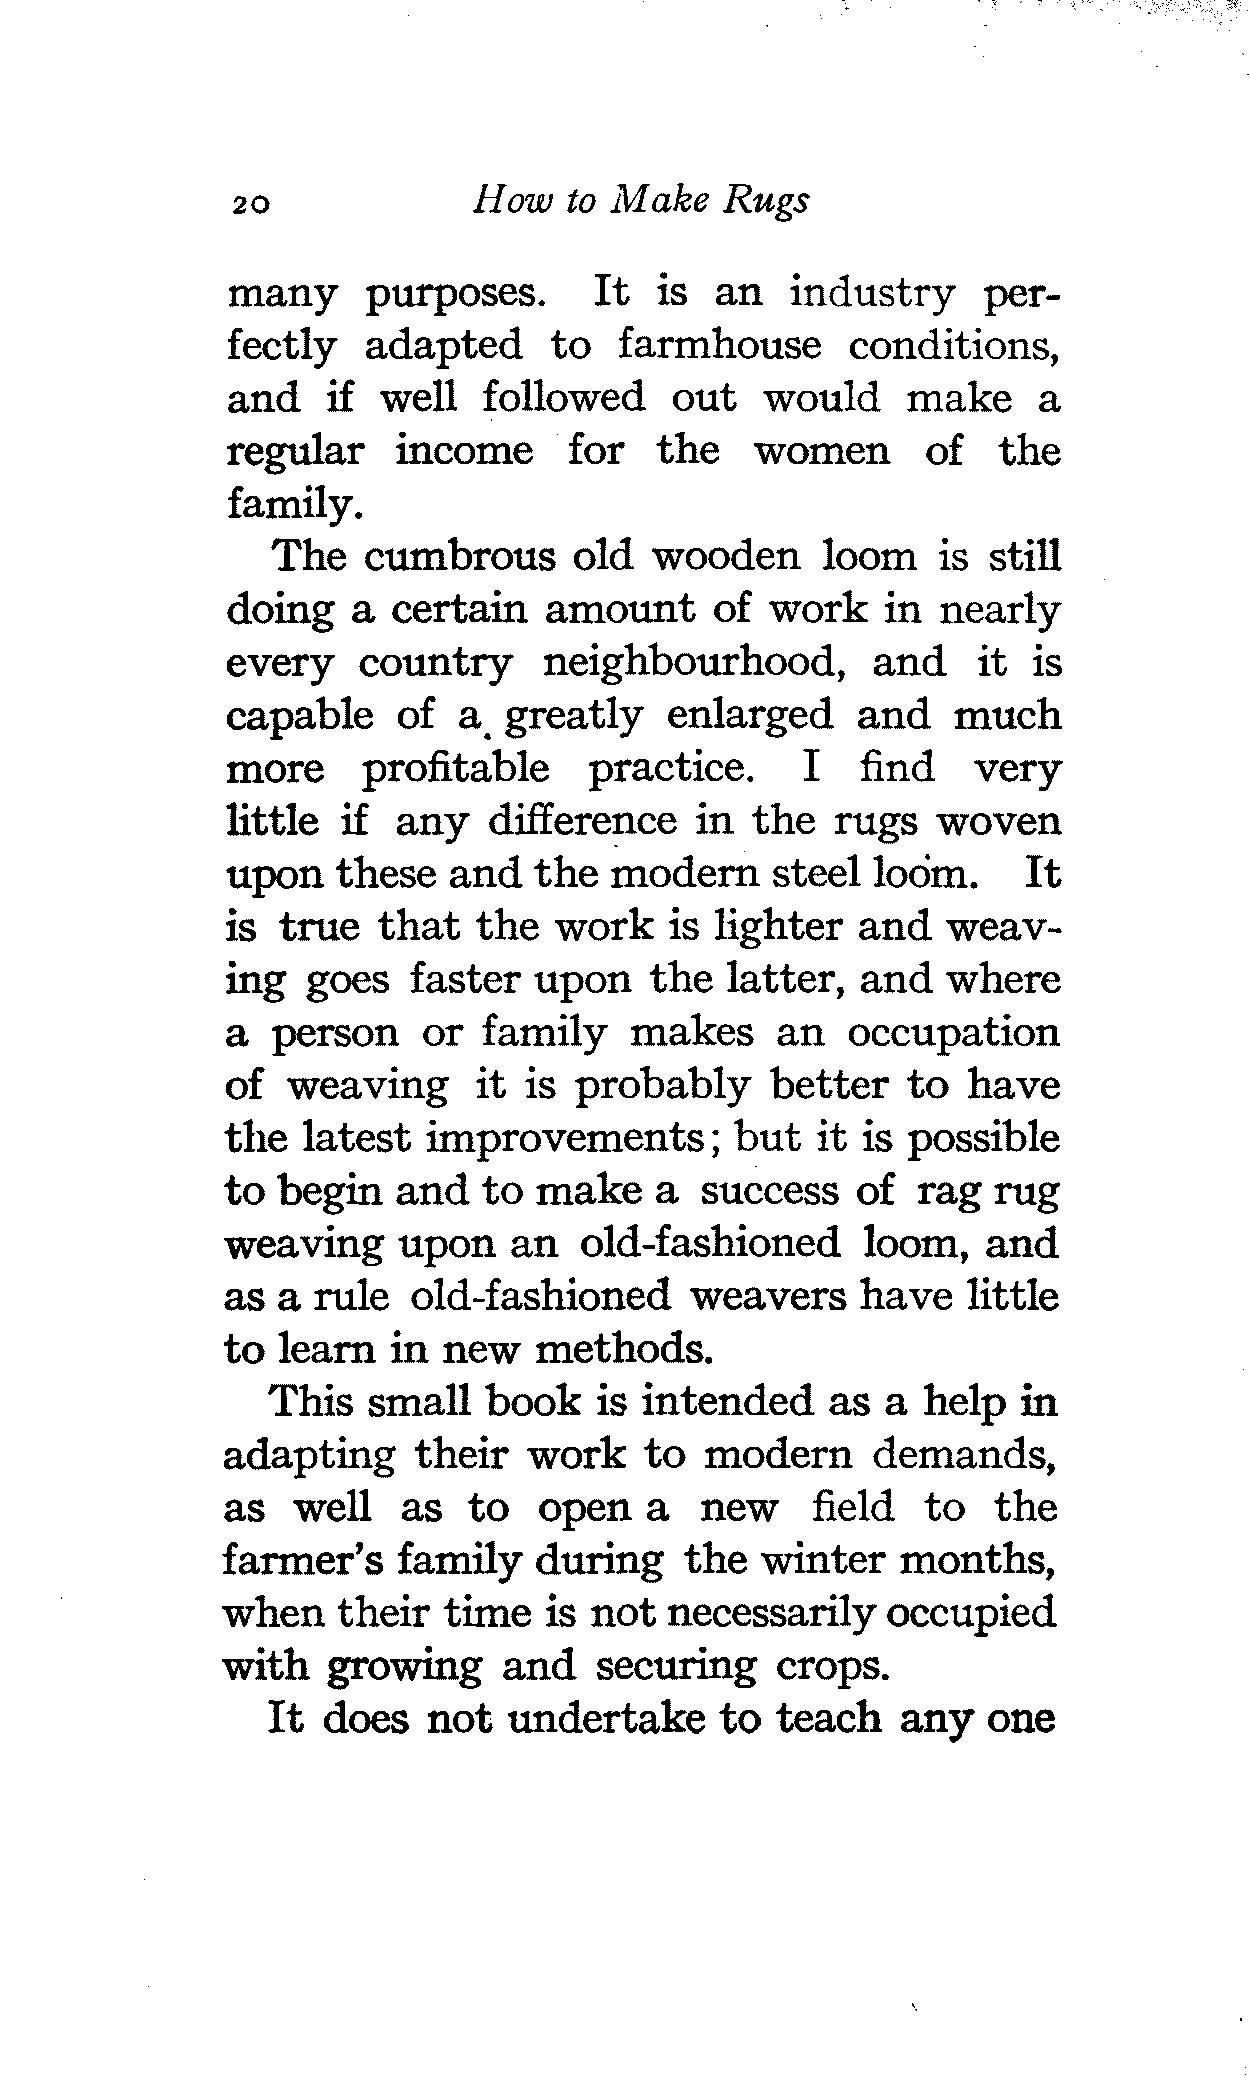 20 How to Make Rugs
many purposes. It is an industry per-
fectly adapted to farmhouse conditions,
and if well followed out would make a
regular income for the women of the
family.
The cumbrous old wooden loom is still
doing a certain amount of work in nearly
every country neighbourhood, and it is
capable of a greatly enlarged and much
more profitable practice. I find very
little if any difference in the rugs woven
upon these and the modern steel loom. It
is true that the work is lighter and weav-
ing goes faster upon the latter, and where
a person or family makes an occupation
of weaving it is probably better to have
the latest improvements; but it is possible
to begin and to make a success of rag rug
weaving upon an old-fashioned loom, and
as a rule old-fashioned weavers have little
to learn in new methods.
This small book is intended as a help in
adapting their work to modern demands,
as well as to open a new field to the
farmer's family during the winter months,
when their time is not necessarily occupied
with growing and securing crops.
It does not undertake to teach any one